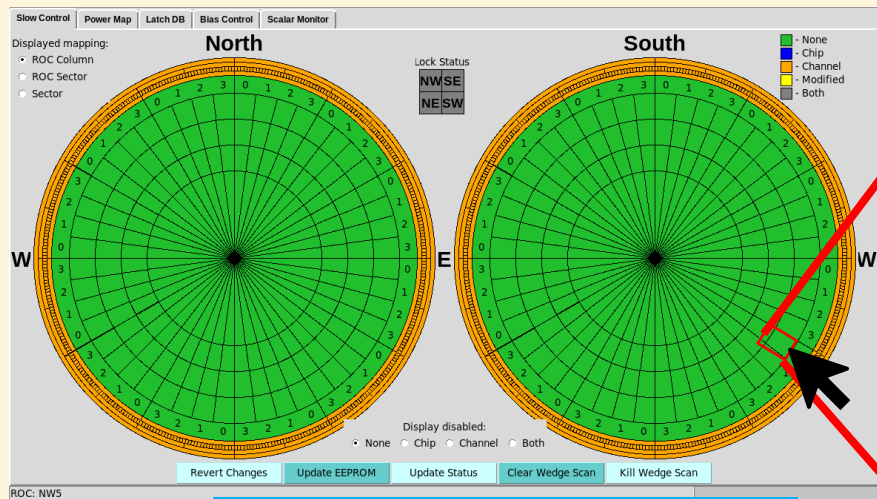 Slow Control Power Map Latch DB Bias Control Scalar Monitor
Displayed mapping:
ROC Column
ROC Sector
Sector
North
South
Lock Status
NW SE
NE SW
- None
- Chip
- Channel
- Modified
- Both
W
E
W
Display disabled:
None Chip Channel Both
Revert Changes Update EEPROM Update Status Clear Wedge Scan Kill Wedge Scan
ROC: NW5